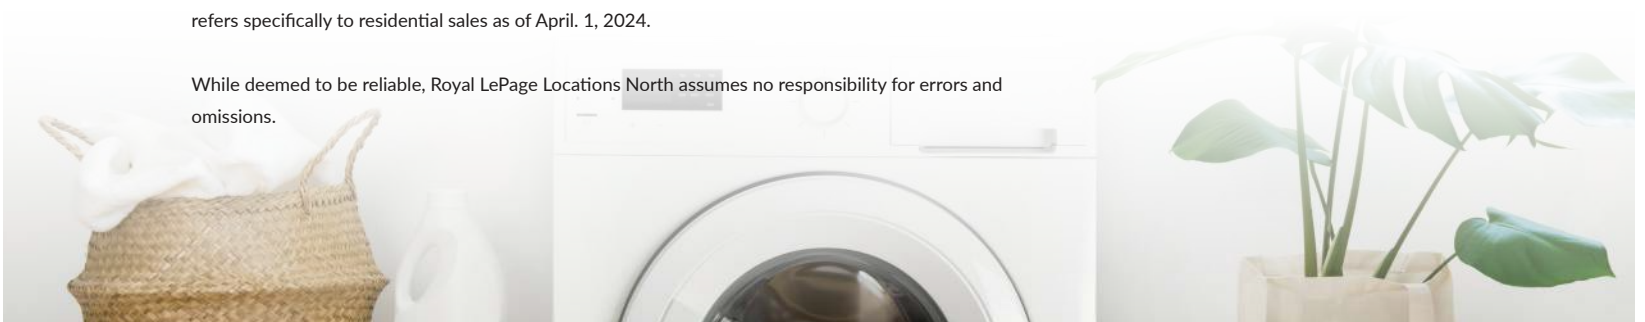 refers specifically to residential sales as of April. 1, 2024.
While deemed to be reliable, Royal LePage Locations North assumes no responsibility for errors and
omissions.